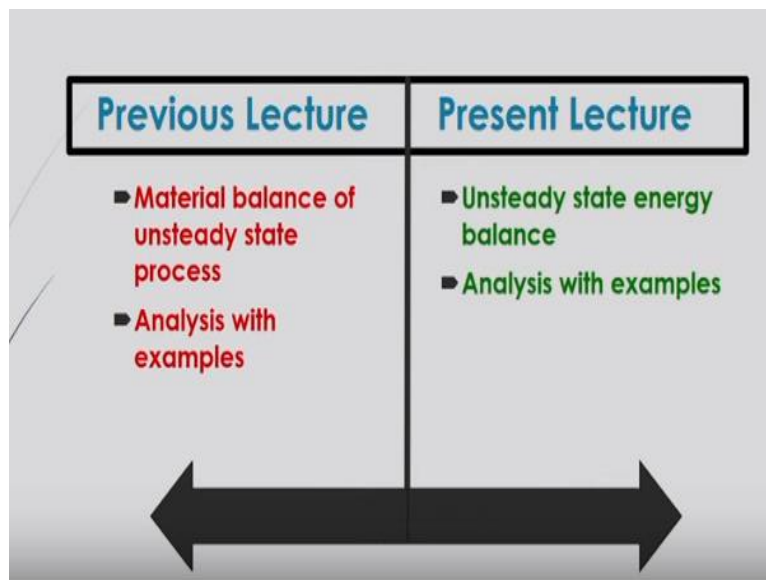 Previous Lecture
Present Lecture
Material balance of
unsteady state
process
Analysis with
examples
Unsteady state energy
balance
Analysis with examples